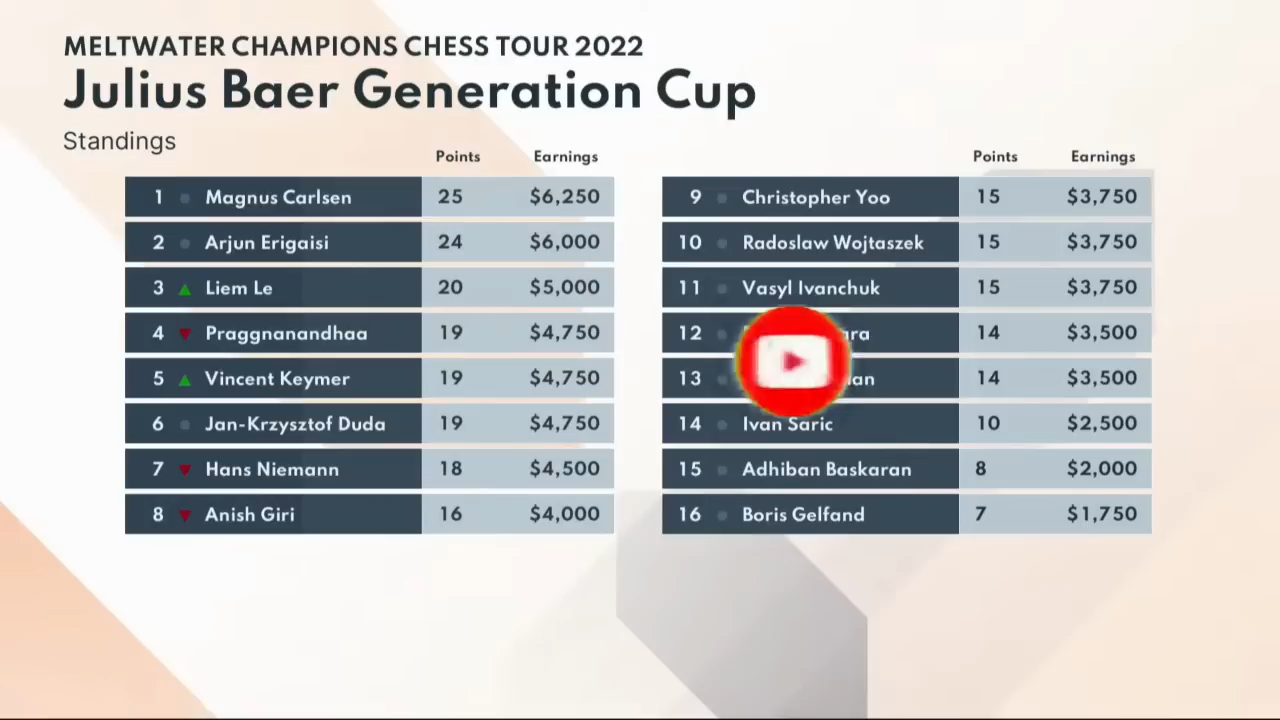 MELTWATER CHAMPIONS CHESS TOUR 2022
Julius Baer Generation Cup
Standings
Points Earnings
1 Magnus Carlsen 25 $6,250
2 Arjun Erigaisi 24 $6,000
3 Liem Le 20 $5,000
4 Praggnanandhaa 19 $4,750
5 Vincent Keymer 19 $4,750
6 Jan-Krzysztof Duda 19 $4,750
7 Hans Niemann 18 $4,500
8 Anish Giri 16 $4,000
Points Earnings
9 Christopher Yoo 15 $3,750
10 Radoslaw Wojtaszek 15 $3,750
11 Vasyl Ivanchuk 15 $3,750
12 14 $3,500
13 14 $3,500
14 Ivan Saric 10 $2,500
15 Adhiban Baskaran 8 $2,000
16 Boris Gelfand 7 $1,750